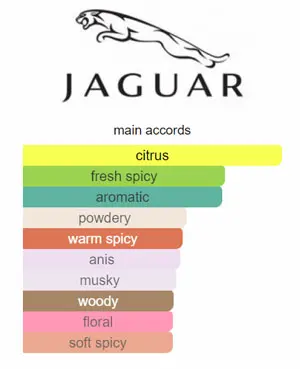 JAGUAR
main accords
citrus
fresh spicy
aromatic
powdery
warm spicy
anis
musky
woody
floral
soft spicy